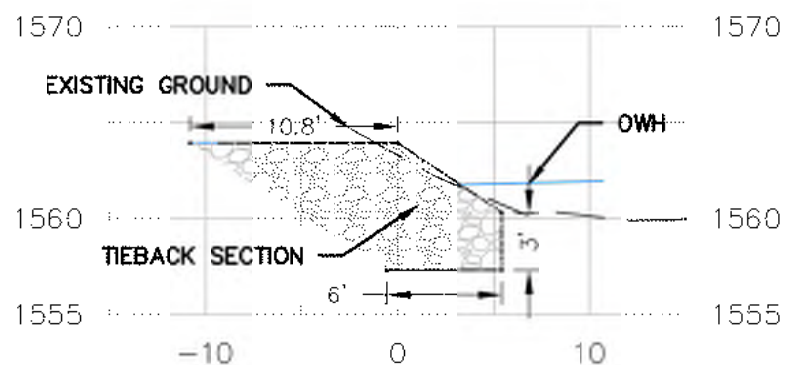 1570 1570
EXISTING GROUND
10.8' OWH
1560 1560
TIEBACK SECTION 3'
6'
1555 1555
-10 0 10